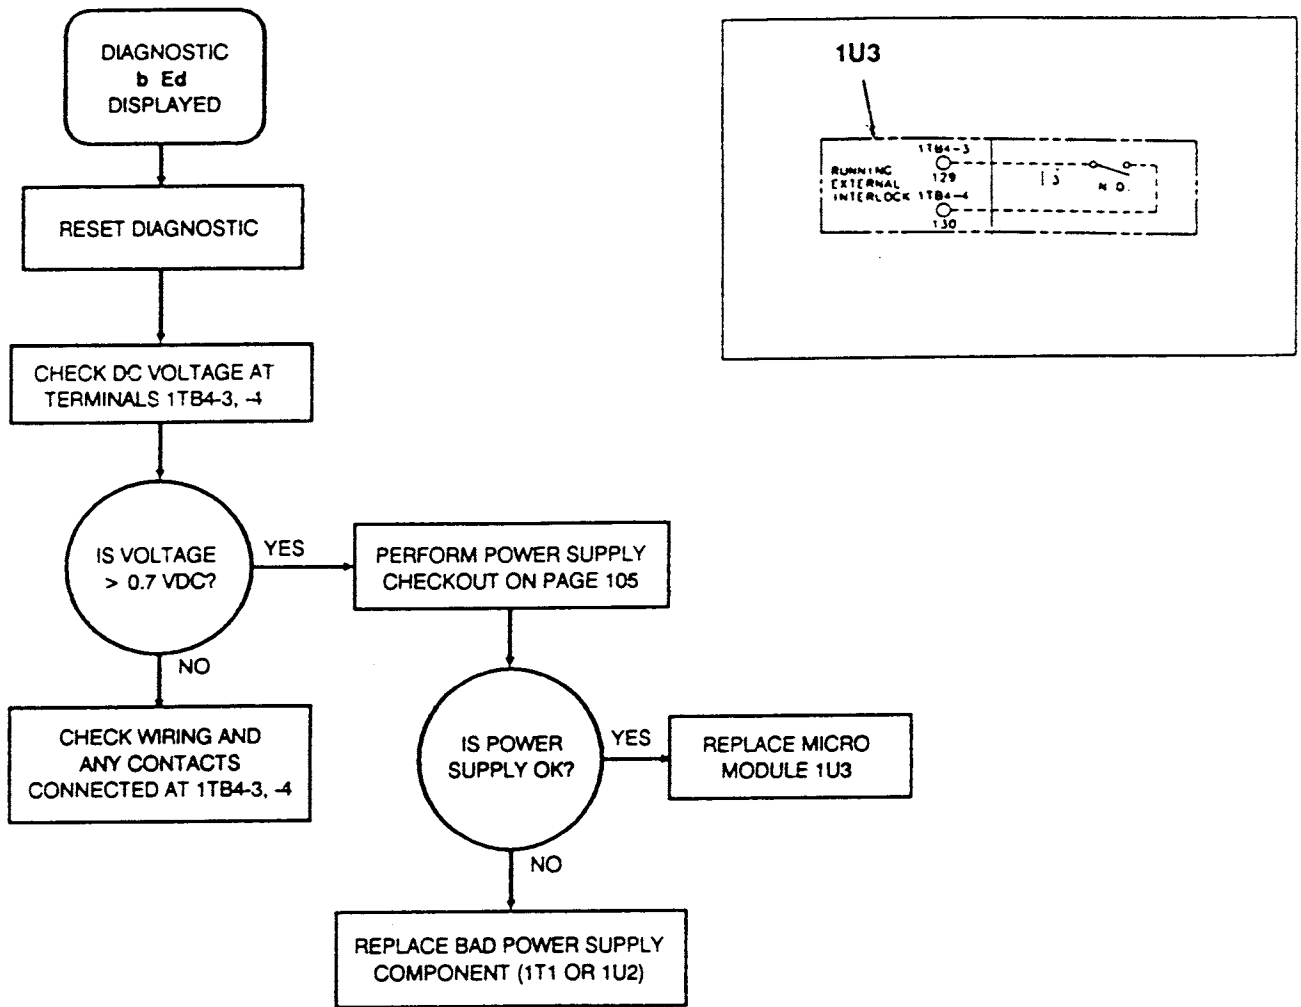 DIAGNOSTIC
b Ed
DISPLAYED
RESET DIAGNOSTIC
CHECK DC VOLTAGE AT
TERMINALS 1TB4-3, -4
IS VOLTAGE
> 0.7 VDC?
YES
NO
PERFORM POWER SUPPLY
CHECKOUT ON PAGE 105
CHECK WIRING AND
ANY CONTACTS
CONNECTED AT 1TB4-3, -4
IS POWER
SUPPLY OK?
YES
NO
REPLACE MICRO
MODULE 1U3
REPLACE BAD POWER SUPPLY
COMPONENT (1T1 OR 1U2)
1U3
1TB4-3
129
RUNNING
EXTERNAL
INTERLOCK 1TB4-4
130
N.O.